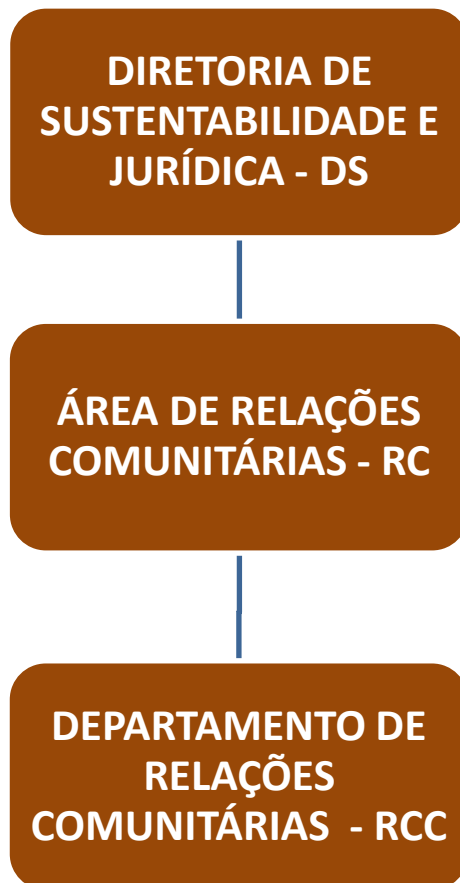 DIRETORIA DE
SUSTENTABILIDADE E
JURÍDICA - DS
ÁREA DE RELAÇÕES
COMUNITÁRIAS - RC
DEPARTAMENTO DE
RELAÇÕES
COMUNITÁRIAS - RCC